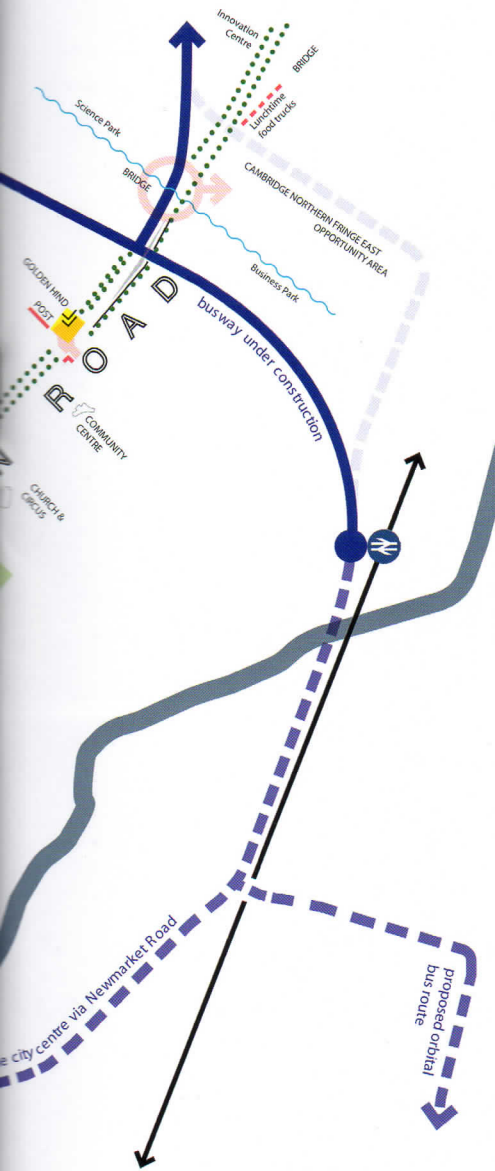 Innovation
Centre
BRIDGE
Lunchtime
food trucks
Science Park
BRIDGE
CAMBRIDGE NORTHERN FRINGE EAST
OPPORTUNITY AREA
Business Park
GOLDEN HIND
POST
ROAD
busway under construction
COMMUNITY
CENTRE
CHURCH &
CIRCUS
e city centre via Newmarket Road
proposed orbital
bus route